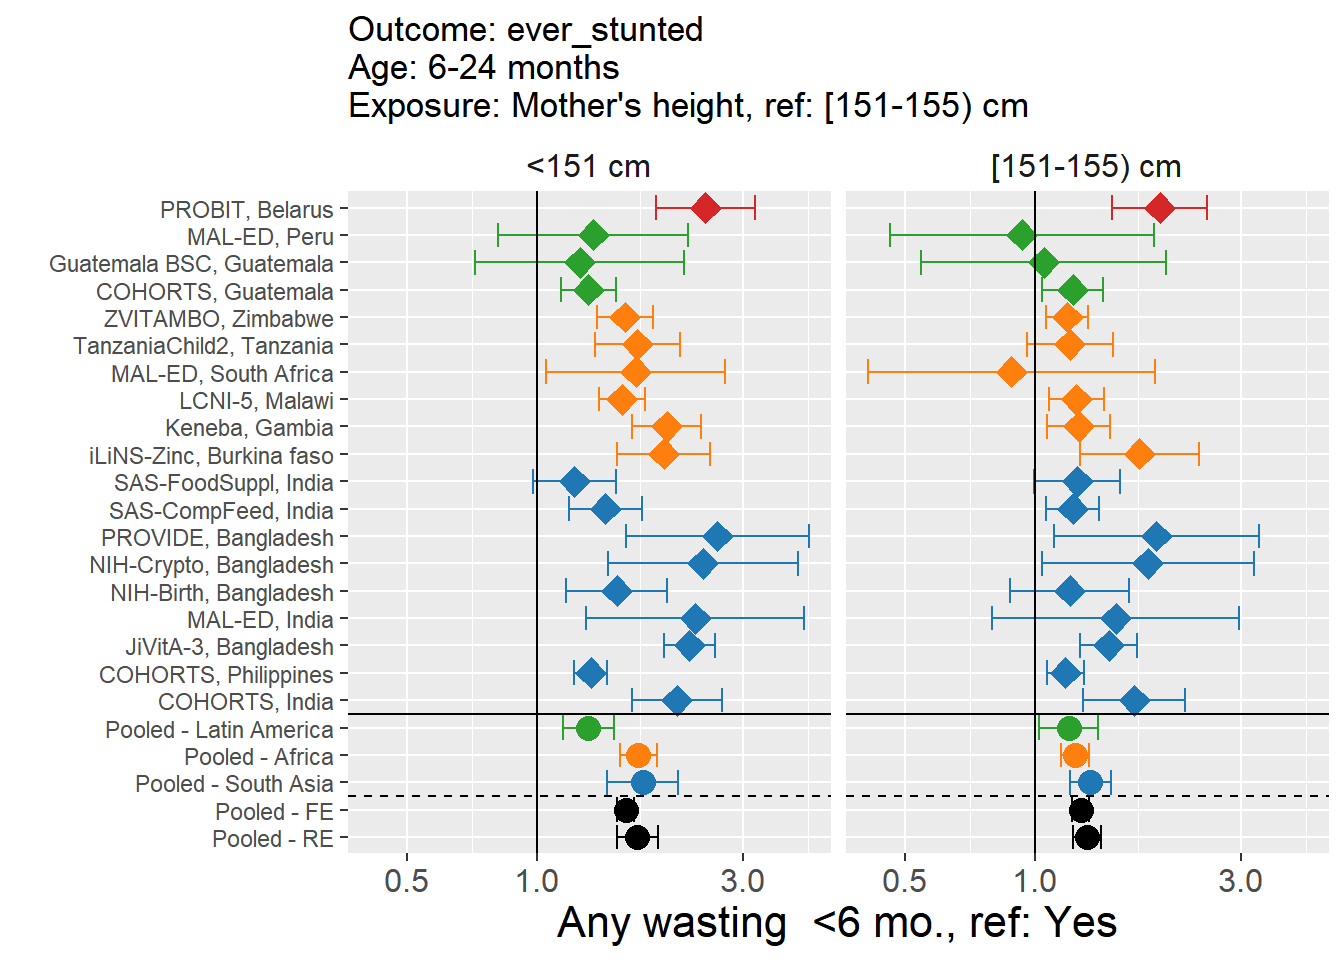 Outcome: ever_stunted
Age: 6-24 months
Exposure: Mother's height, ref: [151-155) cm
<151 cm
[151-155) cm
PROBIT, Belarus
MAL-ED, Peru
Guatemala BSC, Guatemala
COHORTS, Guatemala
ZVITAMBO, Zimbabwe
TanzaniaChild2, Tanzania
MAL-ED, South Africa
LCNI-5, Malawi
Keneba, Gambia
iLiNS-Zinc, Burkina faso
SAS-FoodSuppl, India
SAS-CompFeed, India
PROVIDE, Bangladesh
NIH-Crypto, Bangladesh
NIH-Birth, Bangladesh
MAL-ED, India
JiVitA-3, Bangladesh
COHORTS, Philippines
COHORTS, India
Pooled - Latin America
Pooled - Africa
Pooled - South Asia
Pooled - FE
Pooled - RE
0.5 1.0 3.0
0.5 1.0 3.0
Any wasting  <6 mo., ref: Yes